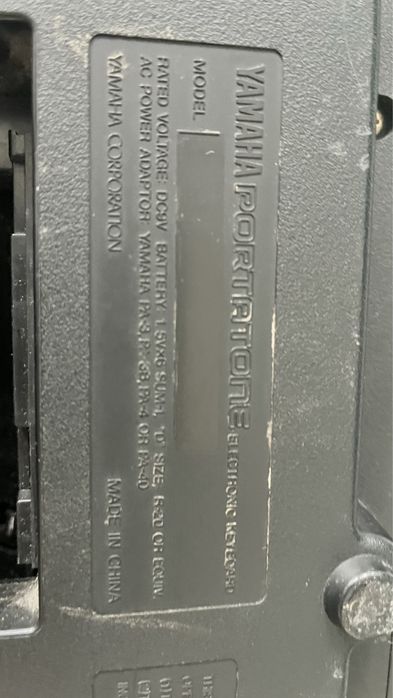 YAMAHA PORTATONE ELECTRONIC KEYBOARD
MODEL
RATED VOLTAGE: DC9V BATTERY 1.5V×6 SUM-1, "D" SIZE, R-20 OR EQUIV.
AC POWER ADAPTOR YAMAHA PA-3, PA-3B, PA-4 OR PA-40
YAMAHA CORPORATION MADE IN CHINA